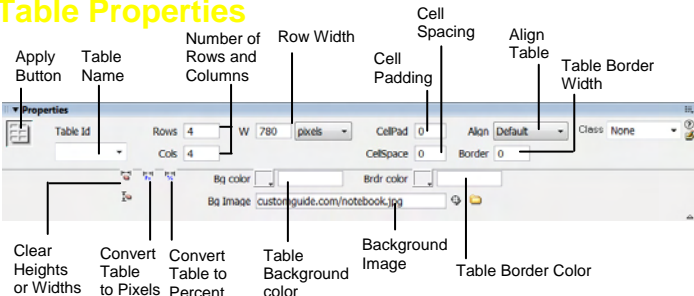 Table Properties
Apply Button
Table Name
Number of Rows and Columns
Row Width
Cell Padding
Cell Spacing
Align Table
Table Border Width
Properties
Table Id
Rows 4
W 780 pixels
CellPad 0
Align Default
Class None
Cols 4
CellSpace 0
Border 0
Bg color
Brdr color
Bg Image customguide.com/notebook.jpg
Clear Heights or Widths
Convert Table to Pixels
Convert Table to Percent
Table Background color
Background Image
Table Border Color